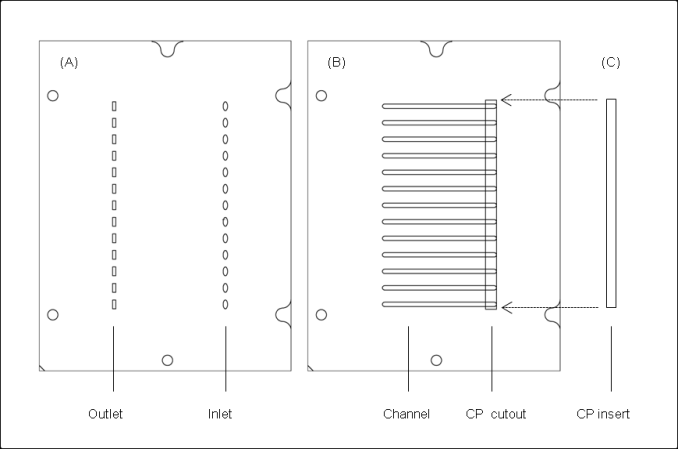 (A)
(B)
(C)
Outlet
Inlet
Channel
CP cutout
CP insert